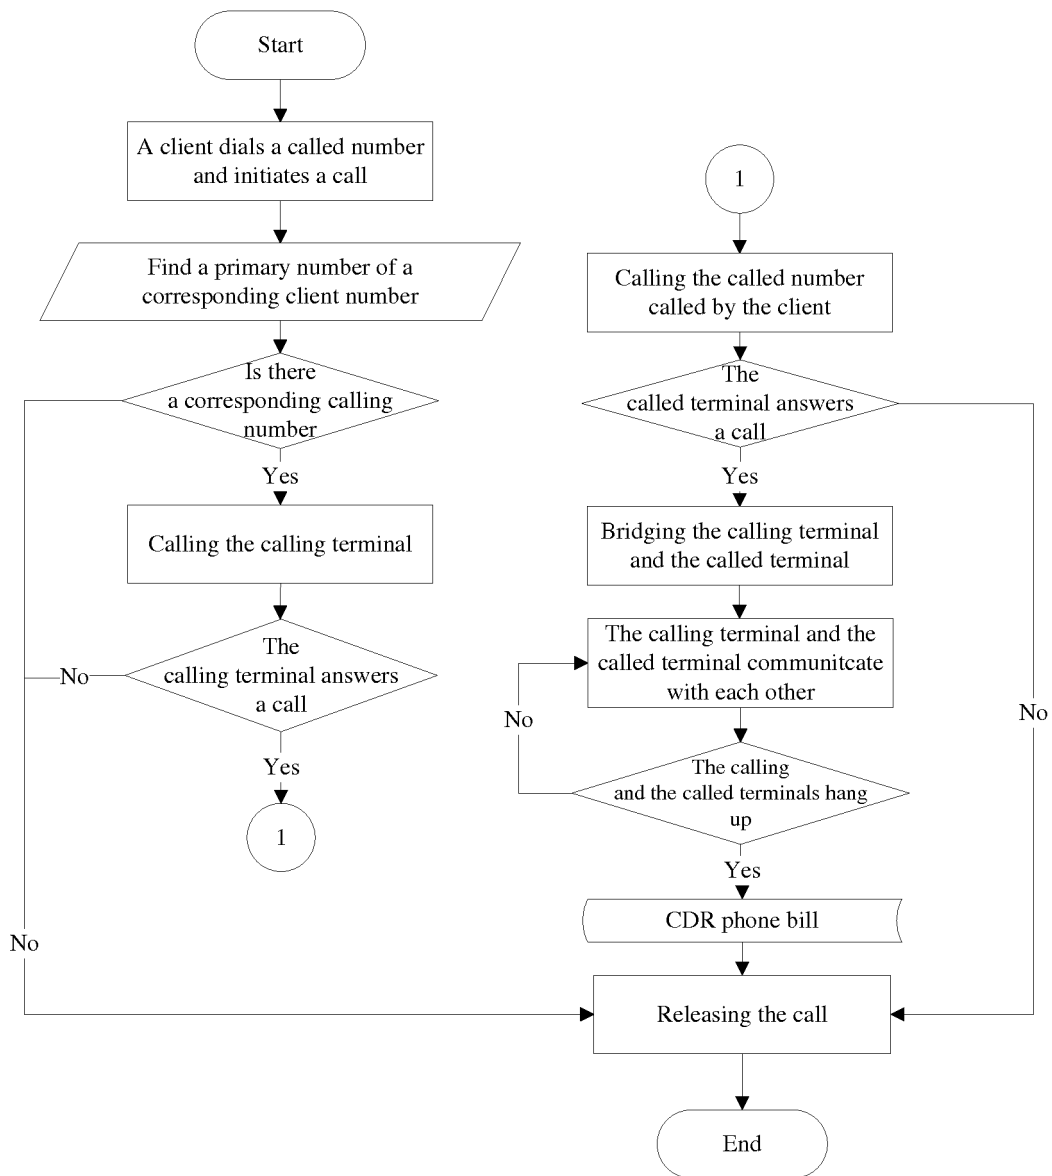 Start
A client dials a called number
and initiates a call
Find a primary number of a
corresponding client number
Is there
a corresponding calling
number
Yes
Calling the calling terminal
The
calling terminal answers
a call
No
Yes
1
No
1
Calling the called number
called by the client
The
called terminal answers
a call
Yes
Bridging the calling terminal
and the called terminal
The calling terminal and the
called terminal communitcate
with each other
No
No
The calling
and the called terminals hang
up
Yes
CDR phone bill
Releasing the call
End